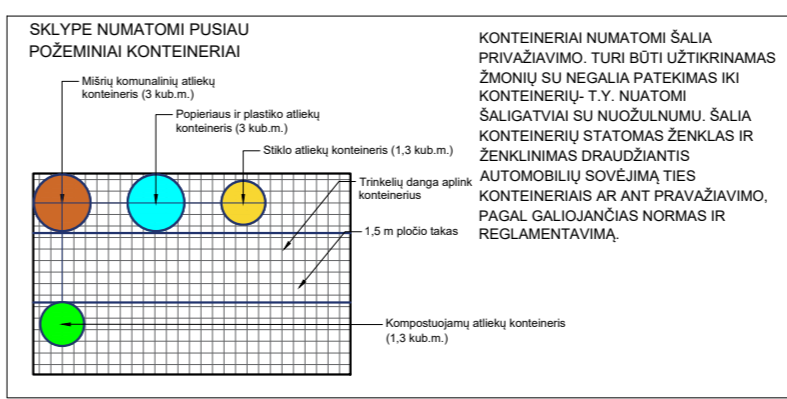 SKLYPE NUMATOMI PUSIAU
POŽEMINIAI KONTEINERIAI
Mišrių komunalinių atliekų
konteineris (3 kub.m.)
Popieriaus ir plastiko atliekų
konteineris (3 kub.m.)
Stiklo atliekų konteineris (1,3 kub.m.)
Trinkelių danga aplink
konteinerius
1,5 m pločio takas
Kompostuojamų atliekų konteineris
(1,3 kub.m.)
KONTEINERIAI NUMATOMI ŠALIA
PRIVAŽIAVIMO. TURI BŪTI UŽTIKRINAMAS
ŽMONIŲ SU NEGALIA PATEKIMAS IKI
KONTEINERIŲ- T.Y. NUATOMI
ŠALIGATVIAI SU NUOŽULNUMU. ŠALIA
KONTEINERIŲ STATOMAS ŽENKLAS IR
ŽENKLINIMAS DRAUDŽIANTIS
AUTOMOBILIŲ SOVĖJIMĄ TIES
KONTEINERIAIS AR ANT PRAVAŽIAVIMO,
PAGAL GALIOJANČIAS NORMAS IR
REGLAMENTAVIMĄ.